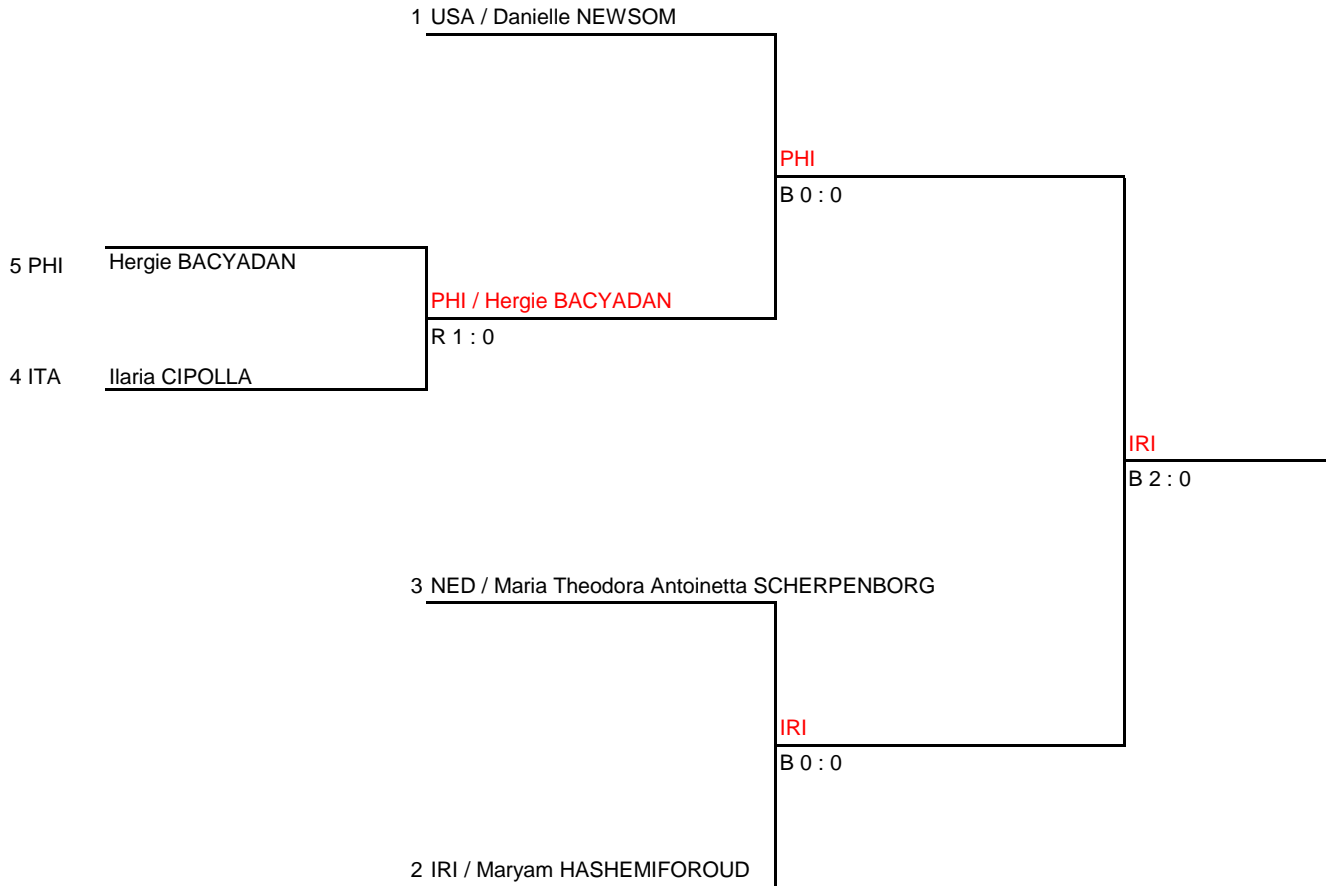 1 USA / Danielle NEWSOM
PHI
B 0 : 0
5 PHI Hergie BACYADAN
PHI / Hergie BACYADAN
R 1 : 0
4 ITA Ilaria CIPOLLA
IRI
B 2 : 0
3 NED / Maria Theodora Antoinetta SCHERPENBORG
IRI
B 0 : 0
2 IRI / Maryam HASHEMIFOROUD